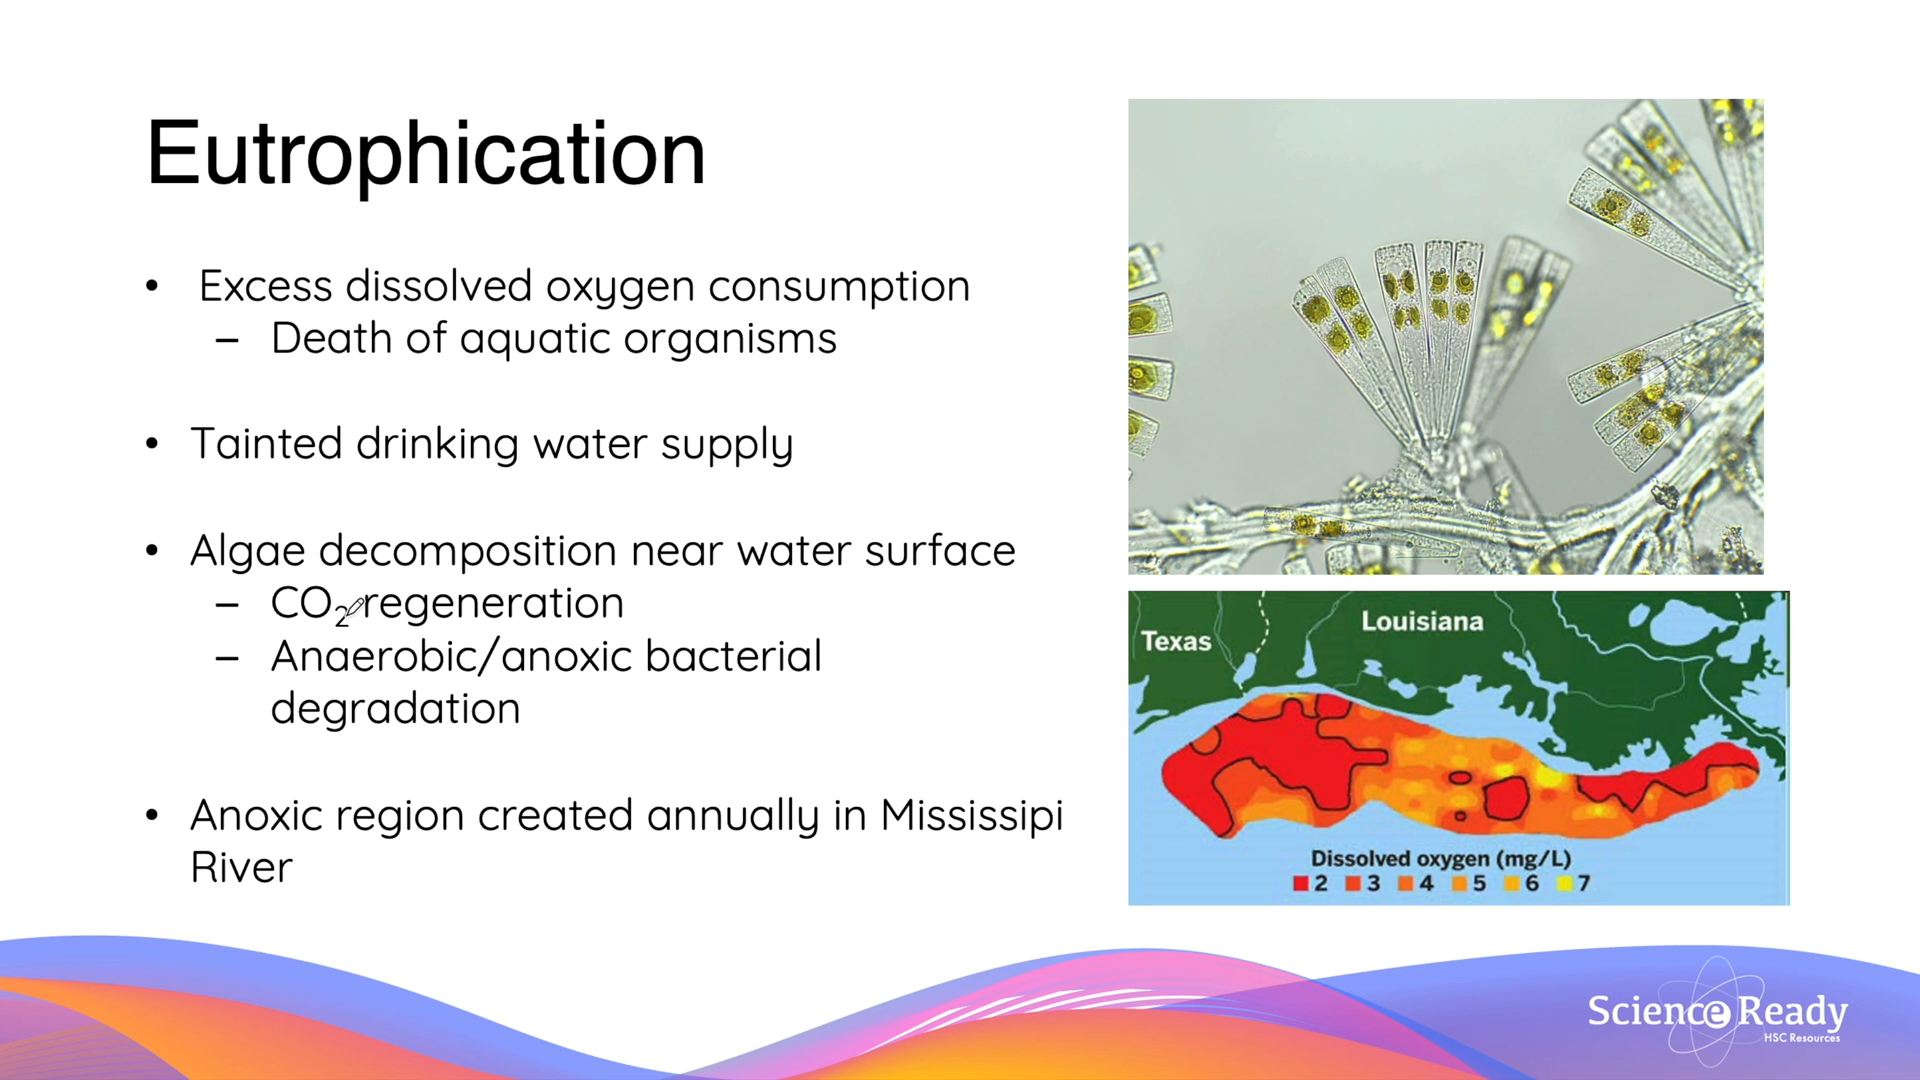 Eutrophication
• Excess dissolved oxygen consumption
– Death of aquatic organisms
• Tainted drinking water supply
• Algae decomposition near water surface
– CO₂ regeneration
– Anaerobic/anoxic bacterial
degradation
• Anoxic region created annually in Mississipi
River
Texas
Louisiana
Dissolved oxygen (mg/L)
2 3 4 5 6 7
Science Ready
HSC Resources